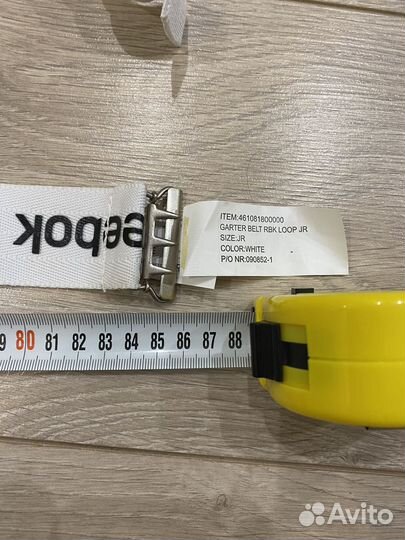 ITEM:461081800000
GARTER BELT RBK LOOP JR
SIZE:JR
COLOR:WHITE
P/O NR:090852-1
eebok
9 80 81 82 83 84 85 86 87 88
Avito